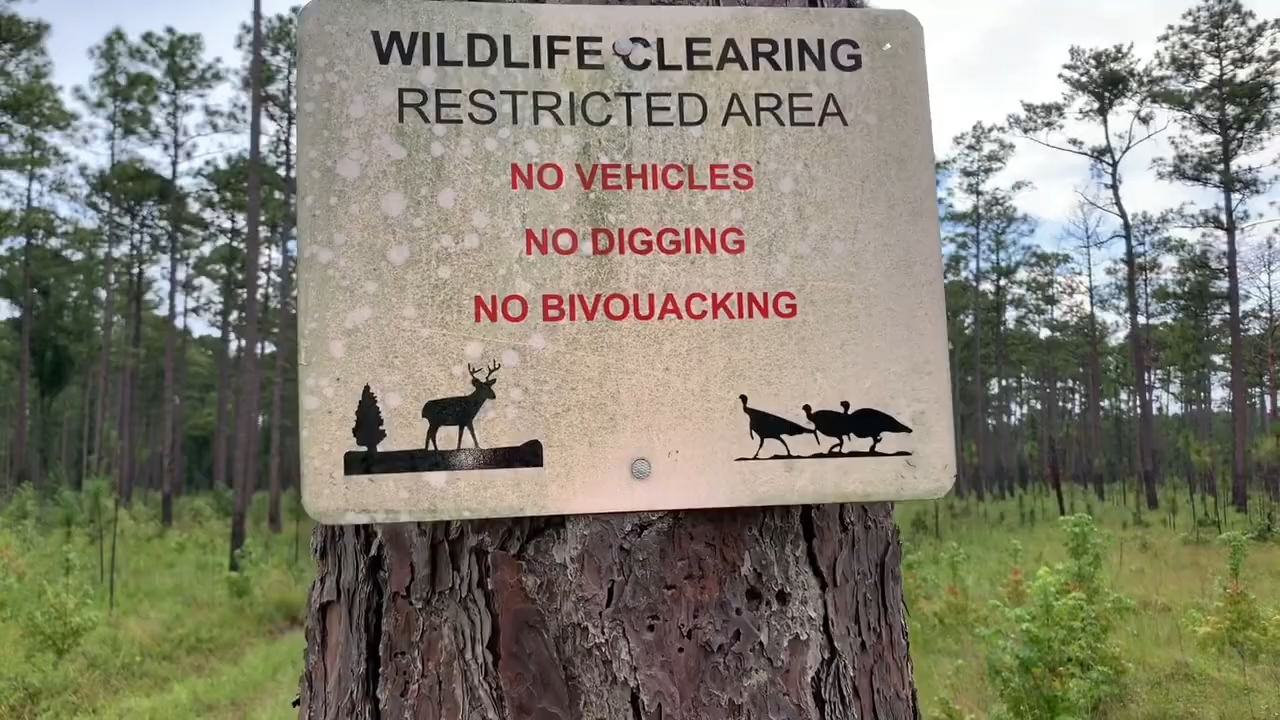 WILDLIFE CLEARING
RESTRICTED AREA
NO VEHICLES
NO DIGGING
NO BIVOUACKING